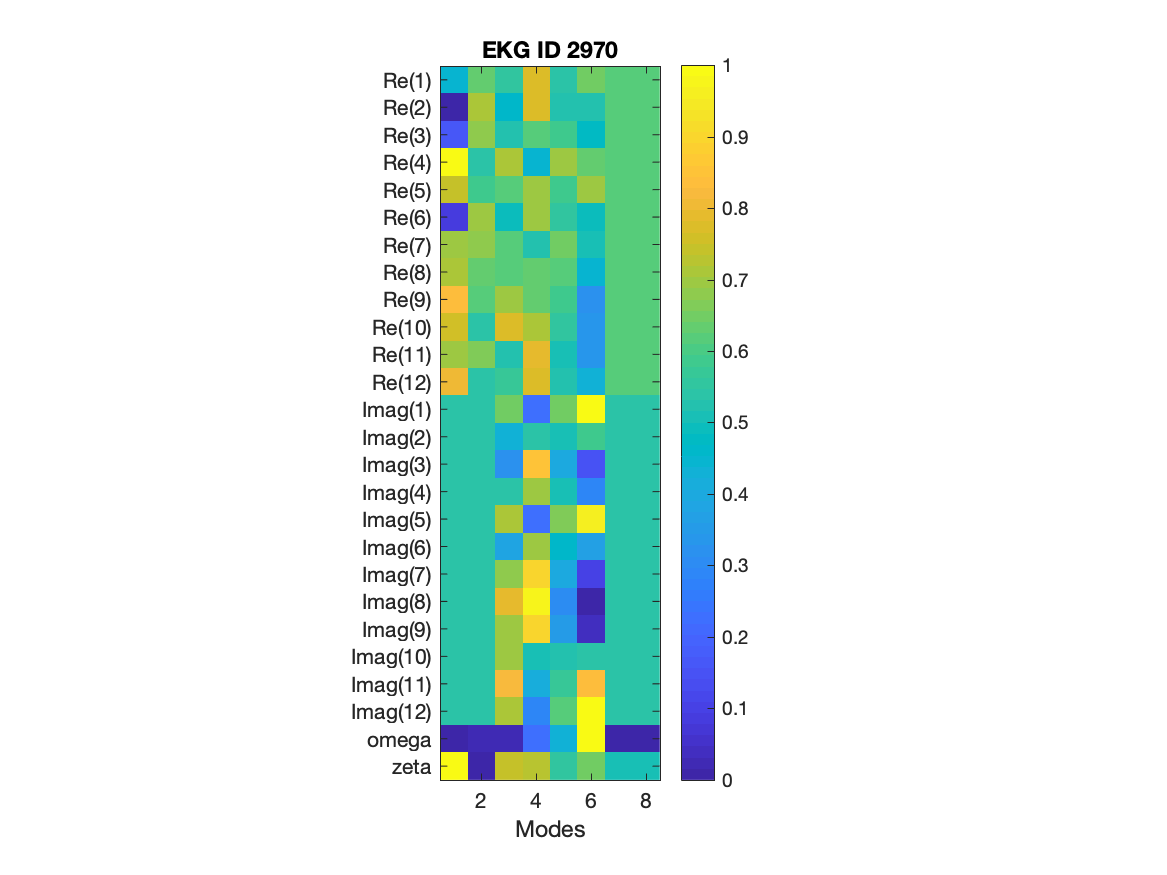 EKG ID 2970
Re(1)
Re(2)
Re(3)
Re(4)
Re(5)
Re(6)
Re(7)
Re(8)
Re(9)
Re(10)
Re(11)
Re(12)
Imag(1)
Imag(2)
Imag(3)
Imag(4)
Imag(5)
Imag(6)
Imag(7)
Imag(8)
Imag(9)
Imag(10)
Imag(11)
Imag(12)
omega
zeta
2 4 6 8
Modes
1
0.9
0.8
0.7
0.6
0.5
0.4
0.3
0.2
0.1
0